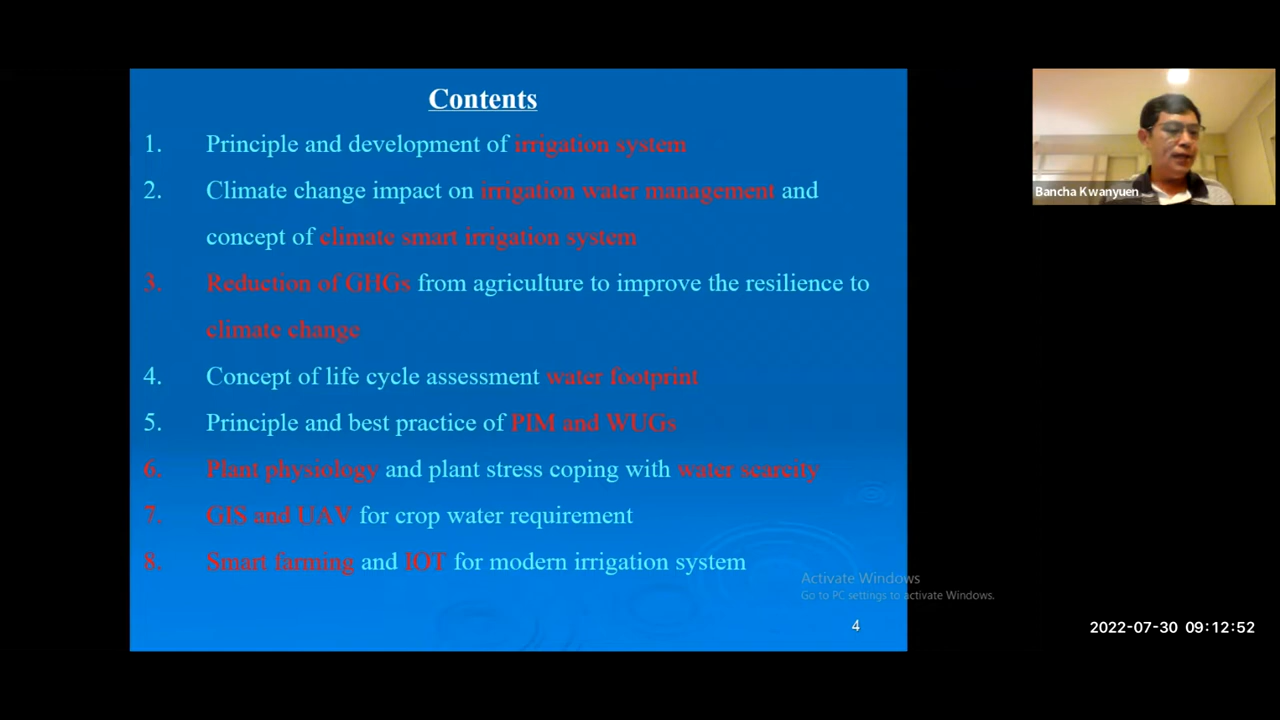 Contents
1. Principle and development of irrigation system
2. Climate change impact on irrigation water management and
concept of climate smart irrigation system
3. Reduction of GHGs from agriculture to improve the resilience to
climate change
4. Concept of life cycle assessment water footprint
5. Principle and best practice of PIM and WUGs
6. Plant physiology and plant stress coping with water scarcity
7. GIS and UAV for crop water requirement
8. Smart farming and IOT for modern irrigation system
Activate Windows
Go to PC settings to activate Windows.
4
Bancha Kwanyuen
2022-07-30 09:12:52